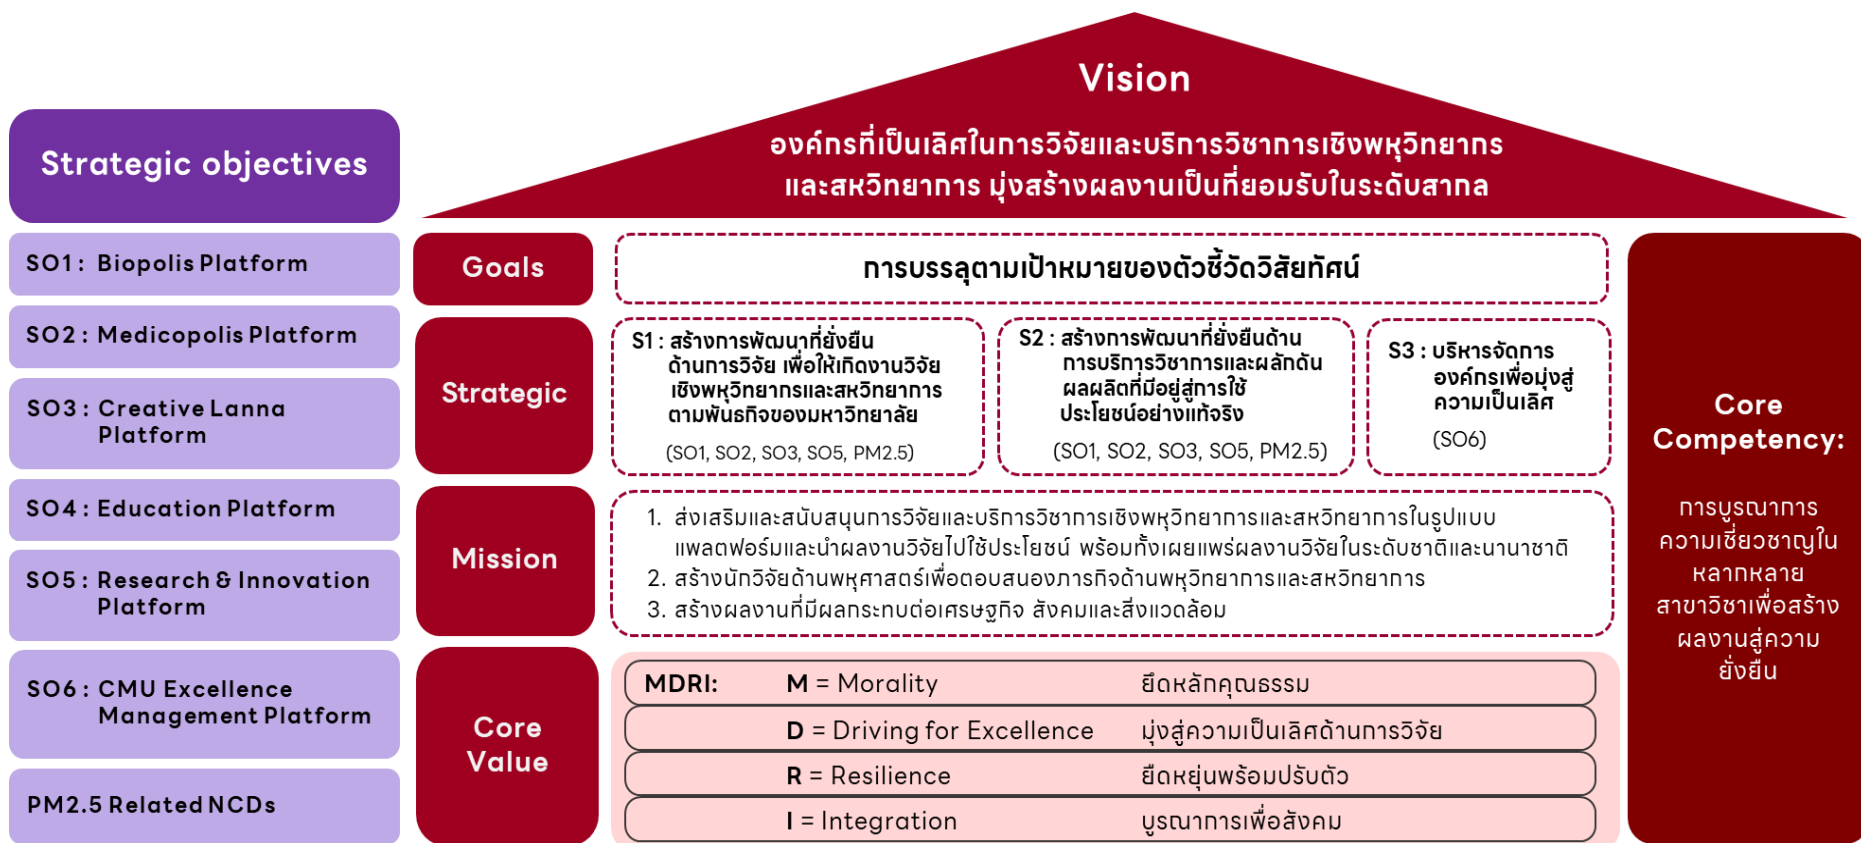 Vision
องค์กรที่เป็นเลิศในการวิจัยและบริการวิชาการเชิงพหุวิทยากร
และสหวิทยาการ มุ่งสร้างผลงานเป็นที่ยอมรับในระดับสากล
Strategic objectives
SO1 : Biopolis Platform
SO2 : Medicopolis Platform
SO3 : Creative Lanna
Platform
SO4 : Education Platform
SO5 : Research & Innovation
Platform
SO6 : CMU Excellence
Management Platform
PM2.5 Related NCDs
Goals
การบรรลุตามเป้าหมายของตัวชี้วัดวิสัยทัศน์
Strategic
S1 : สร้างการพัฒนาที่ยั่งยืน
ด้านการวิจัย เพื่อให้เกิดงานวิจัย
เชิงพหุวิทยากรและสหวิทยาการ
ตามพันธกิจของมหาวิทยาลัย
(SO1, SO2, SO3, SO5, PM2.5)
S2 : สร้างการพัฒนาที่ยั่งยืนด้าน
การบริการวิชาการและผลักดัน
ผลผลิตที่มีอยู่สู่การใช้
ประโยชน์อย่างแท้จริง
(SO1, SO2, SO3, SO5, PM2.5)
S3 : บริหารจัดการ
องค์กรเพื่อมุ่งสู่
ความเป็นเลิศ
(SO6)
Mission
1. ส่งเสริมและสนับสนุนการวิจัยและบริการวิชาการเชิงพหุวิทยาการและสหวิทยาการในรูปแบบ
แพลตฟอร์มและนำผลงานวิจัยไปใช้ประโยชน์ พร้อมทั้งเผยแพร่ผลงานวิจัยในระดับชาติและนานาชาติ
2. สร้างนักวิจัยด้านพหุศาสตร์เพื่อตอบสนองภารกิจด้านพหุวิทยาการและสหวิทยาการ
3. สร้างผลงานที่มีผลกระทบต่อเศรษฐกิจ สังคมและสิ่งแวดล้อม
Core
Value
MDRI: M = Morality ยึดหลักคุณธรรม
D = Driving for Excellence มุ่งสู่ความเป็นเลิศด้านการวิจัย
R = Resilience ยืดหยุ่นพร้อมปรับตัว
I = Integration บูรณาการเพื่อสังคม
Core
Competency:
การบูรณาการ
ความเชี่ยวชาญใน
หลากหลาย
สาขาวิชาเพื่อสร้าง
ผลงานสู่ความ
ยั่งยืน